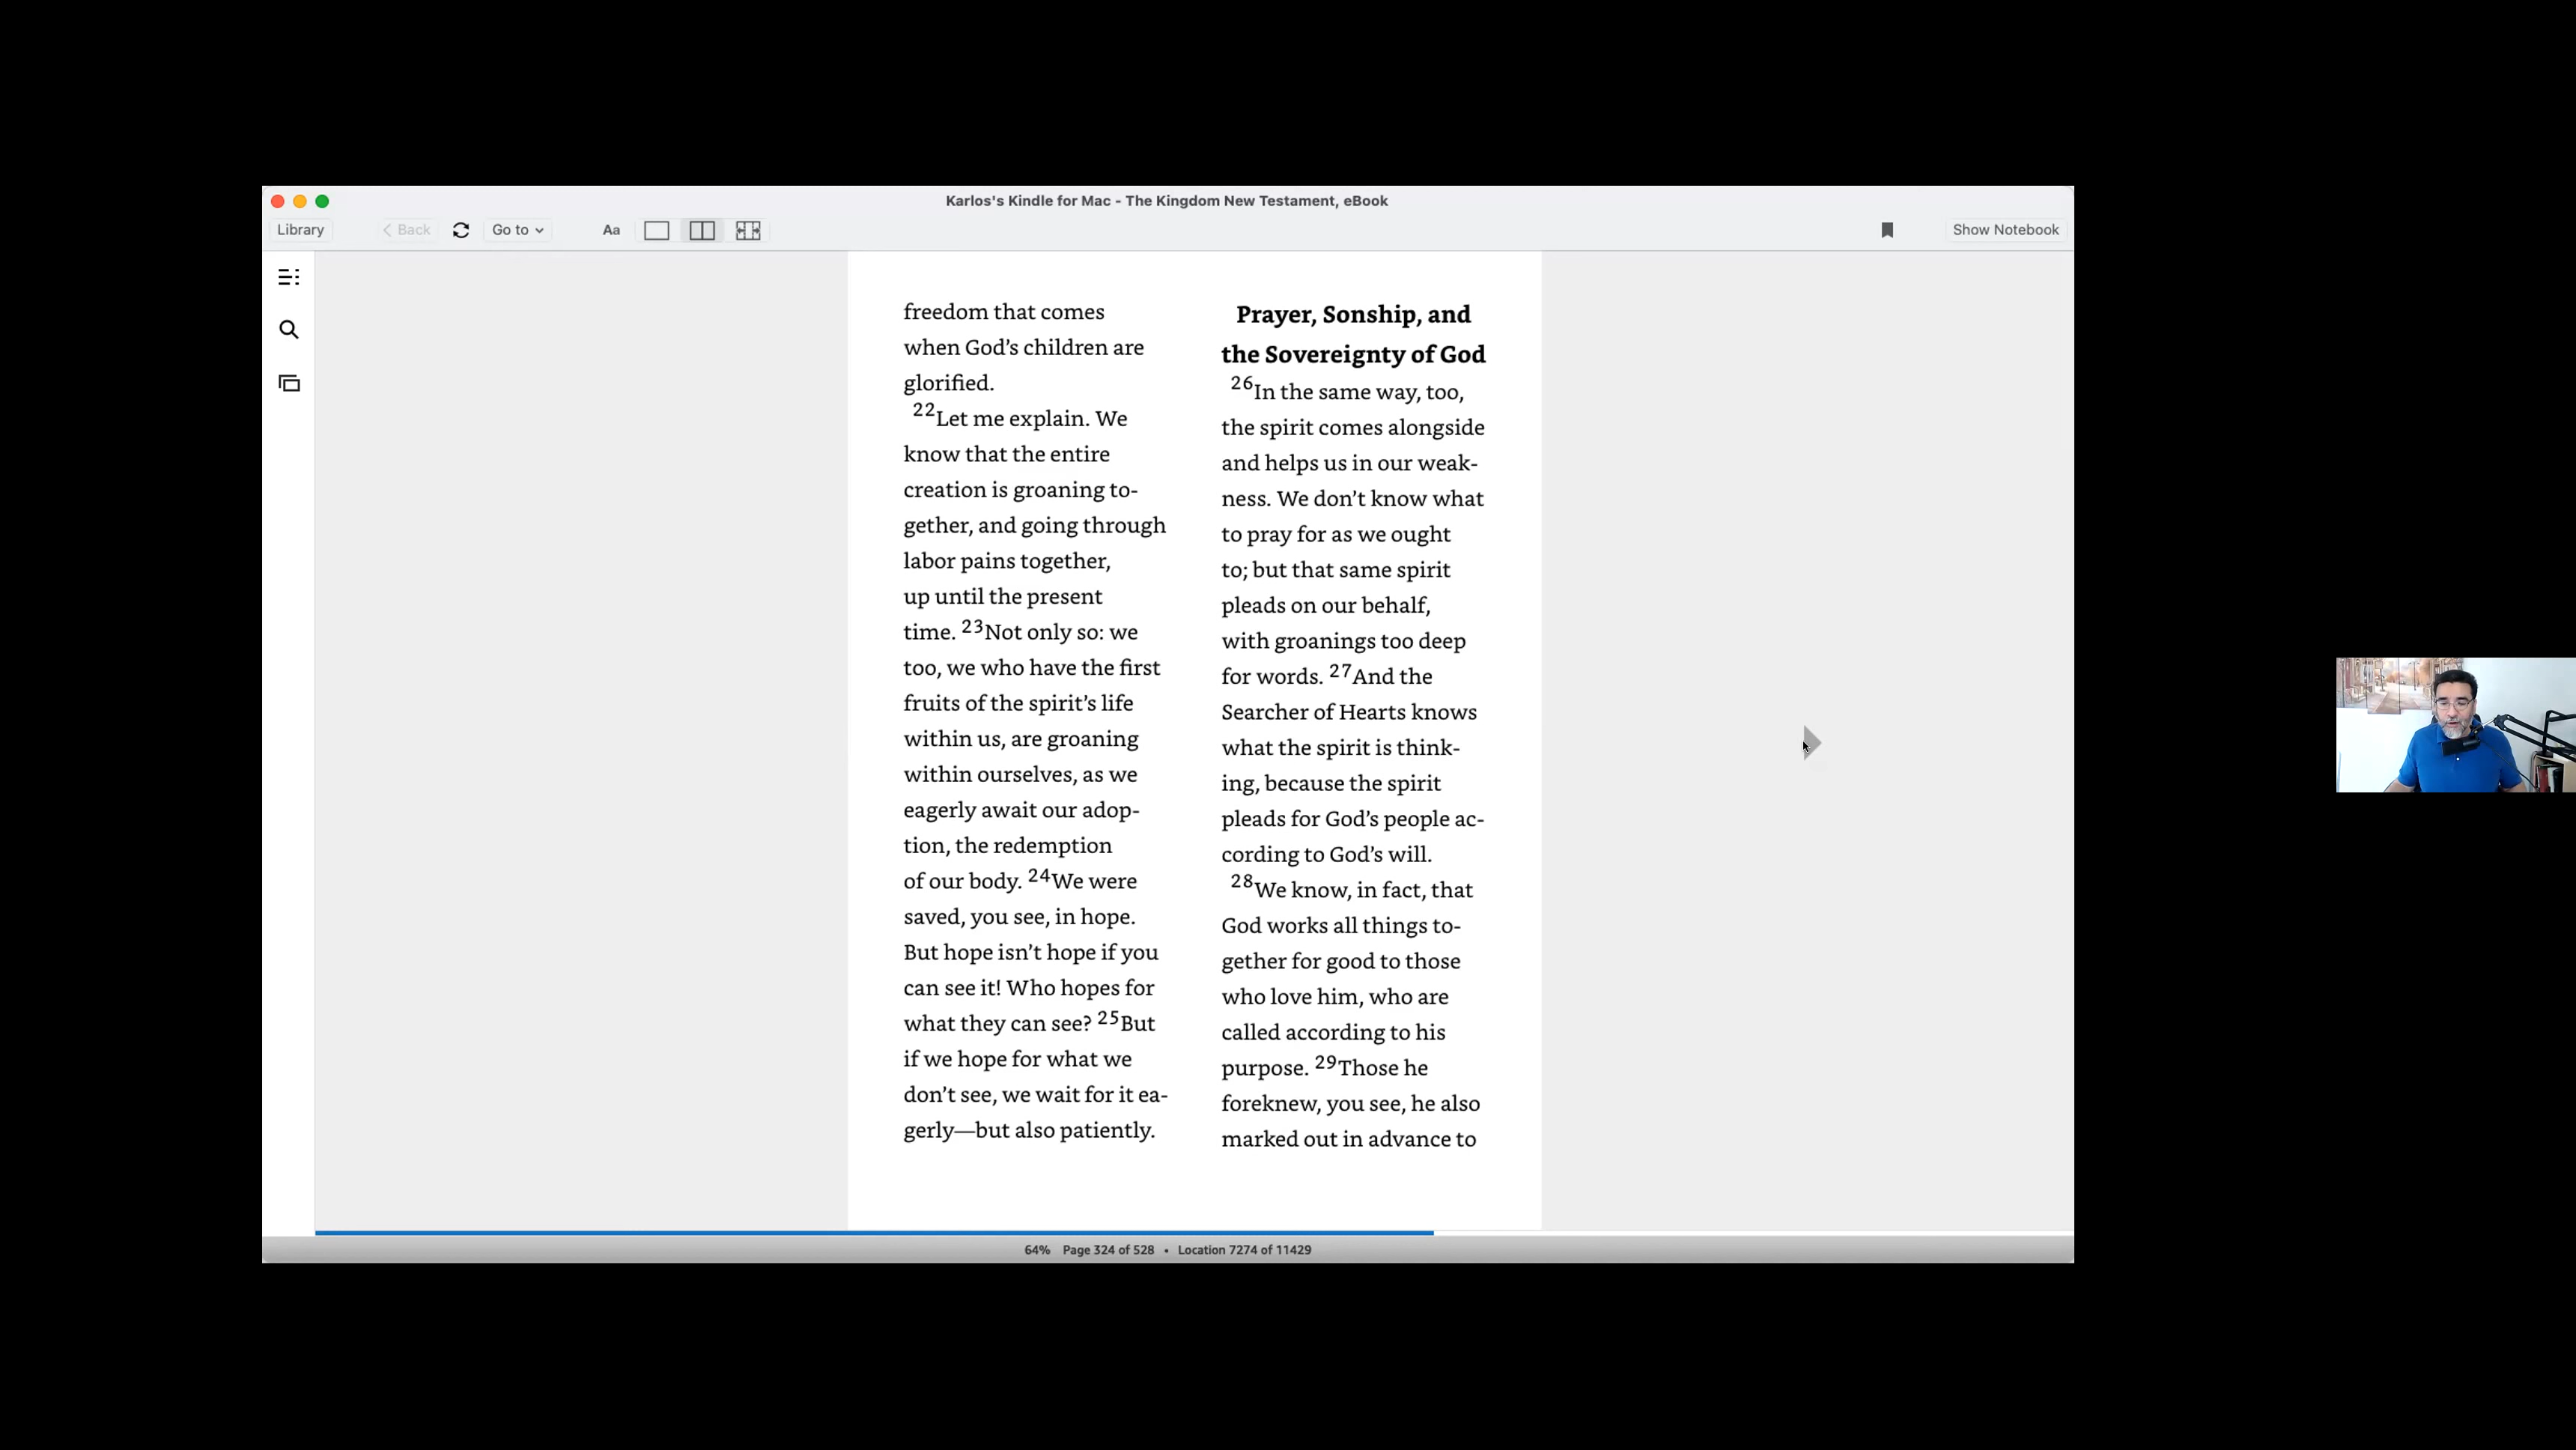 Karlos's Kindle for Mac - The Kingdom New Testament, eBook
Library
Back
Go to
Aa
Show Notebook
freedom that comes
when God’s children are
glorified.
22Let me explain. We
know that the entire
creation is groaning to-
gether, and going through
labor pains together,
up until the present
time. 23Not only so: we
too, we who have the first
fruits of the spirit’s life
within us, are groaning
within ourselves, as we
eagerly await our adop-
tion, the redemption
of our body. 24We were
saved, you see, in hope.
But hope isn’t hope if you
can see it! Who hopes for
what they can see? 25But
if we hope for what we
don’t see, we wait for it ea-
gerly—but also patiently.
Prayer, Sonship, and
the Sovereignty of God
26In the same way, too,
the spirit comes alongside
and helps us in our weak-
ness. We don’t know what
to pray for as we ought
to; but that same spirit
pleads on our behalf,
with groanings too deep
for words. 27And the
Searcher of Hearts knows
what the spirit is think-
ing, because the spirit
pleads for God’s people ac-
cording to God’s will.
28We know, in fact, that
God works all things to-
gether for good to those
who love him, who are
called according to his
purpose. 29Those he
foreknew, you see, he also
marked out in advance to
64% Page 324 of 528 • Location 7274 of 11429